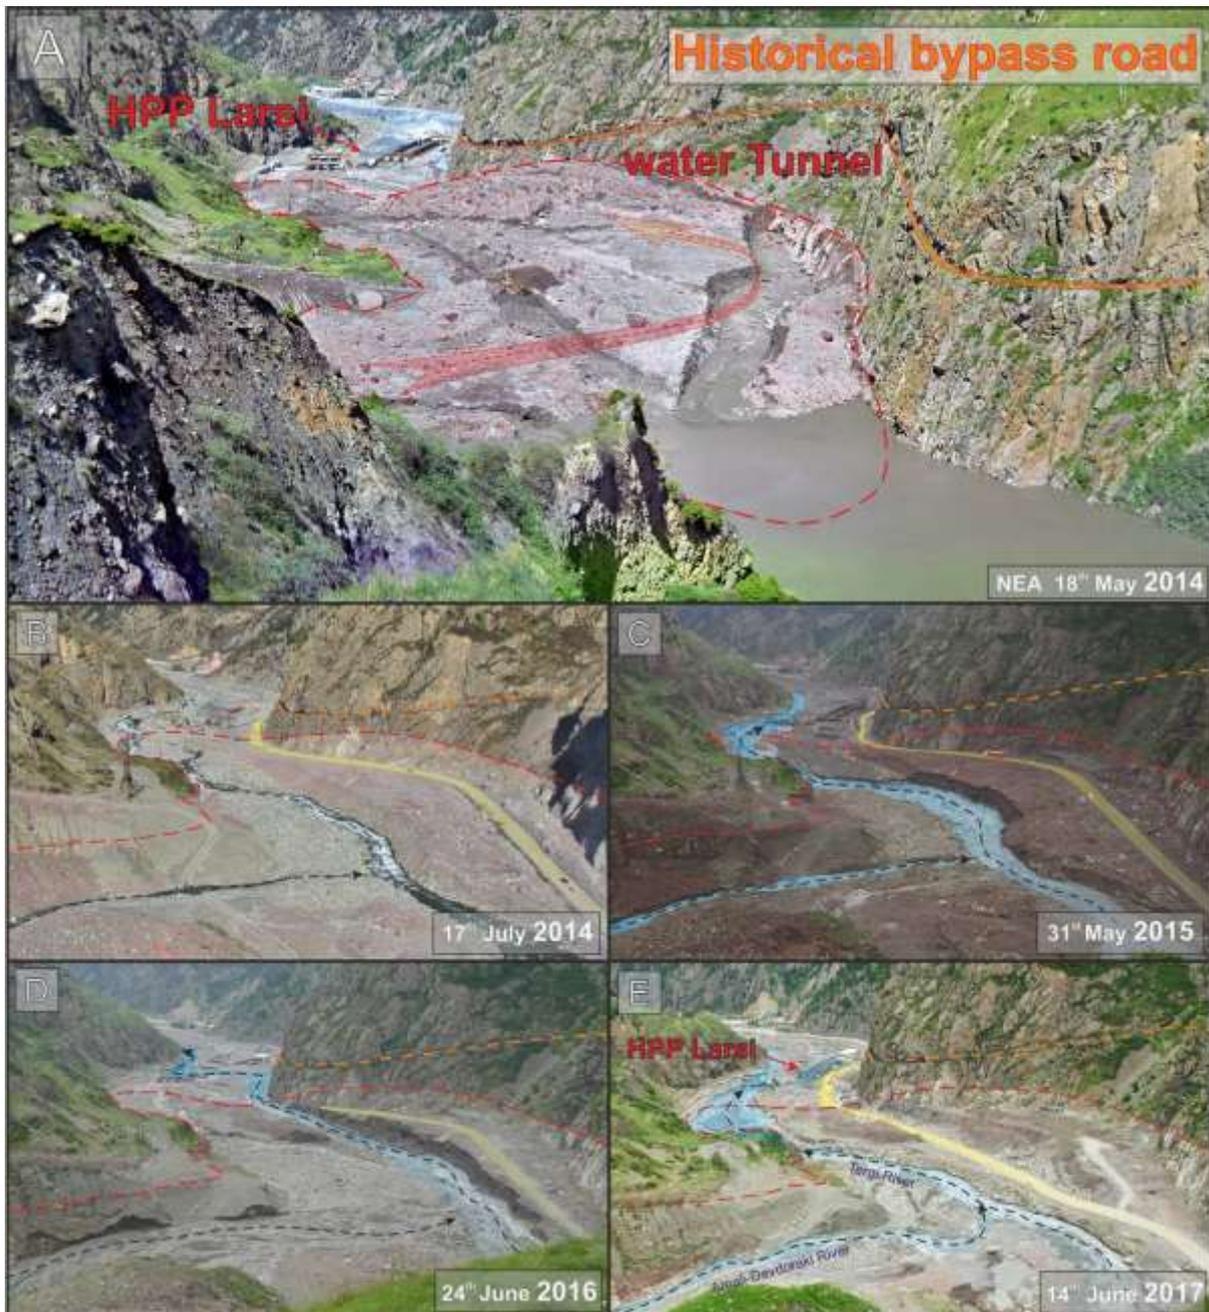 A
Historical bypass road
HPP Larsi
water Tunnel
NEA 18th May 2014
B
17th July 2014
C
31st May 2015
D
24th June 2016
E
HPP Larsi
Tergi River
Amali-Devdoraki River
14th June 2017